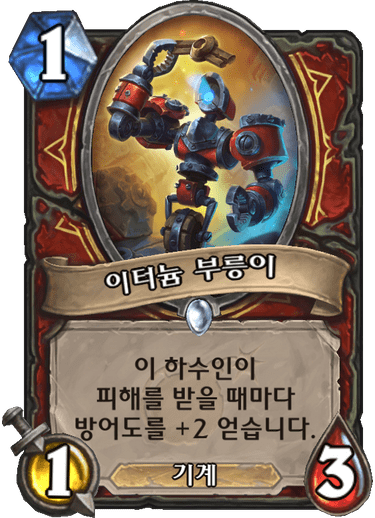 1
이터늄 부릉이
이 하수인이
피해를 받을 때마다
방어도를 +2 얻습니다.
1
기계
3